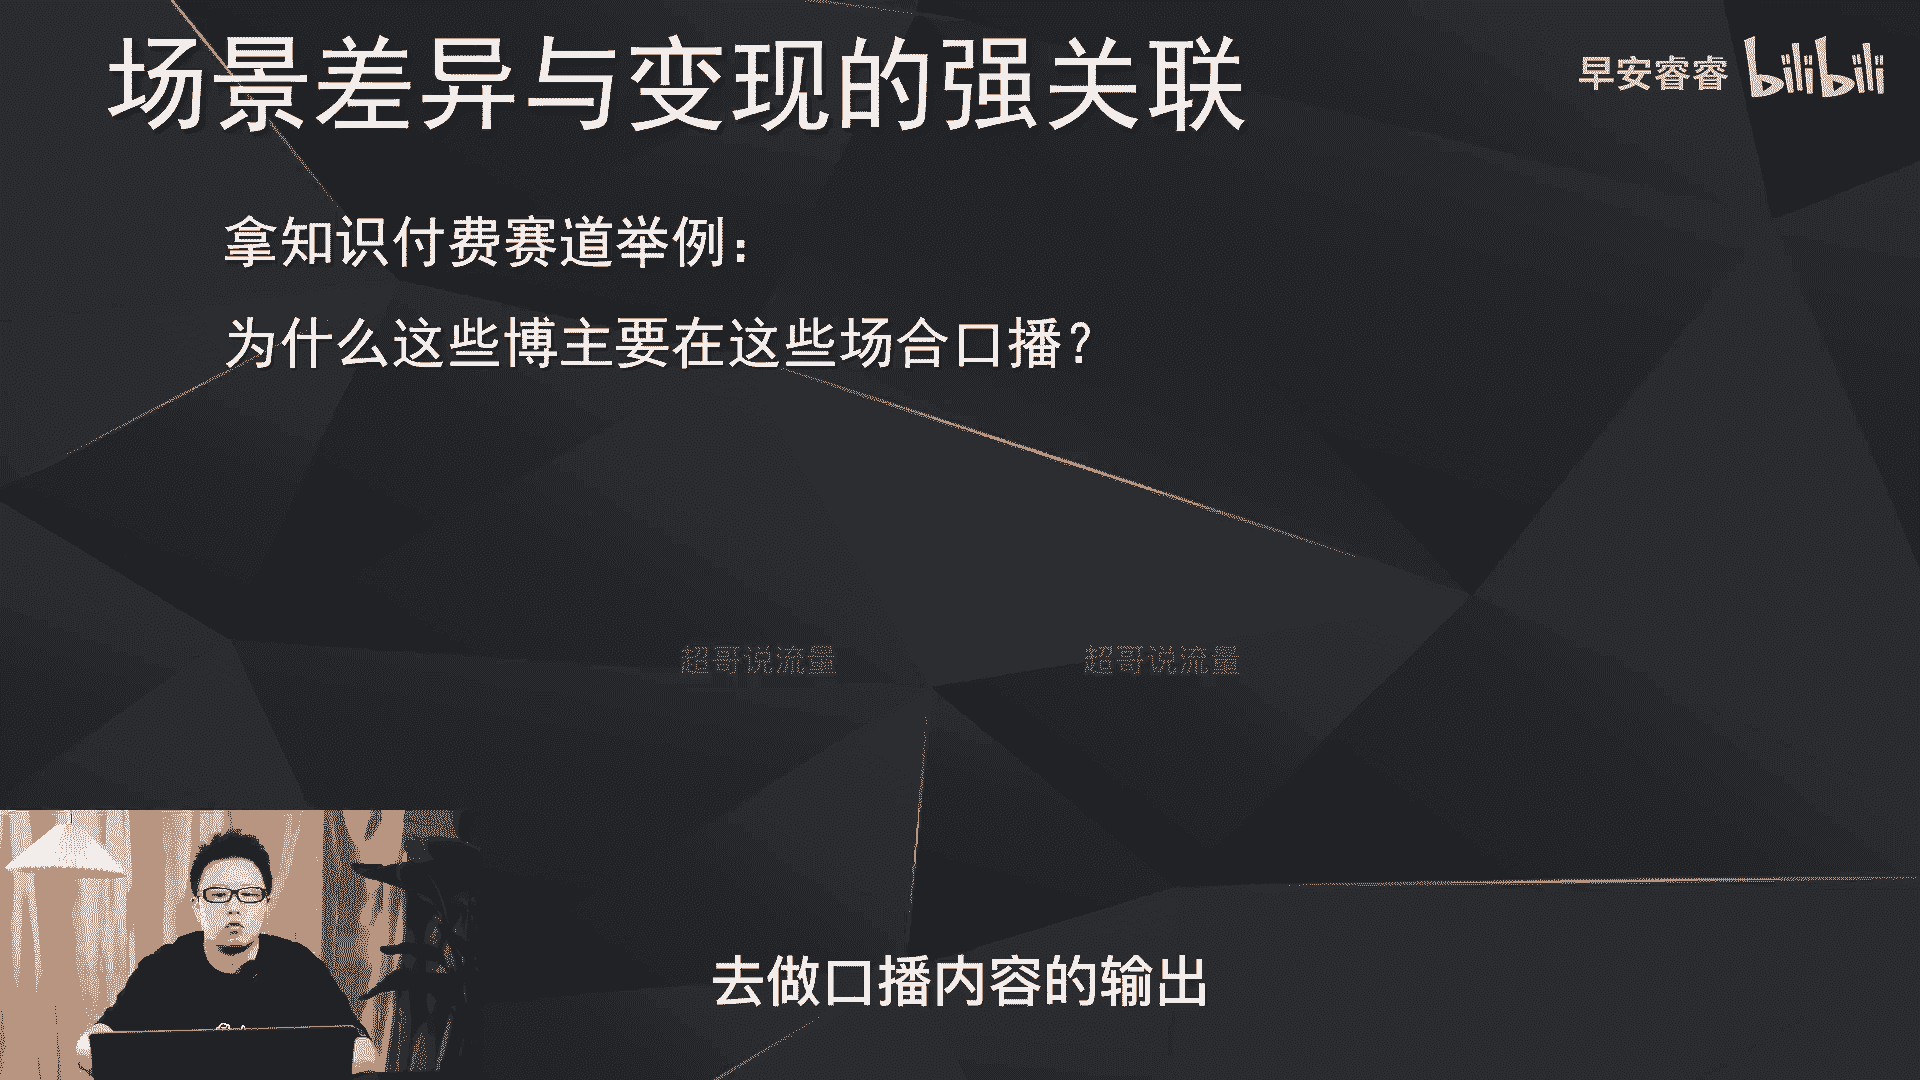 场景差异与变现的强关联
早安睿睿 bilibili
拿知识付费赛道举例：
为什么这些博主要在这些场合口播？
超哥说流量 超哥说流量
去做口播内容的输出